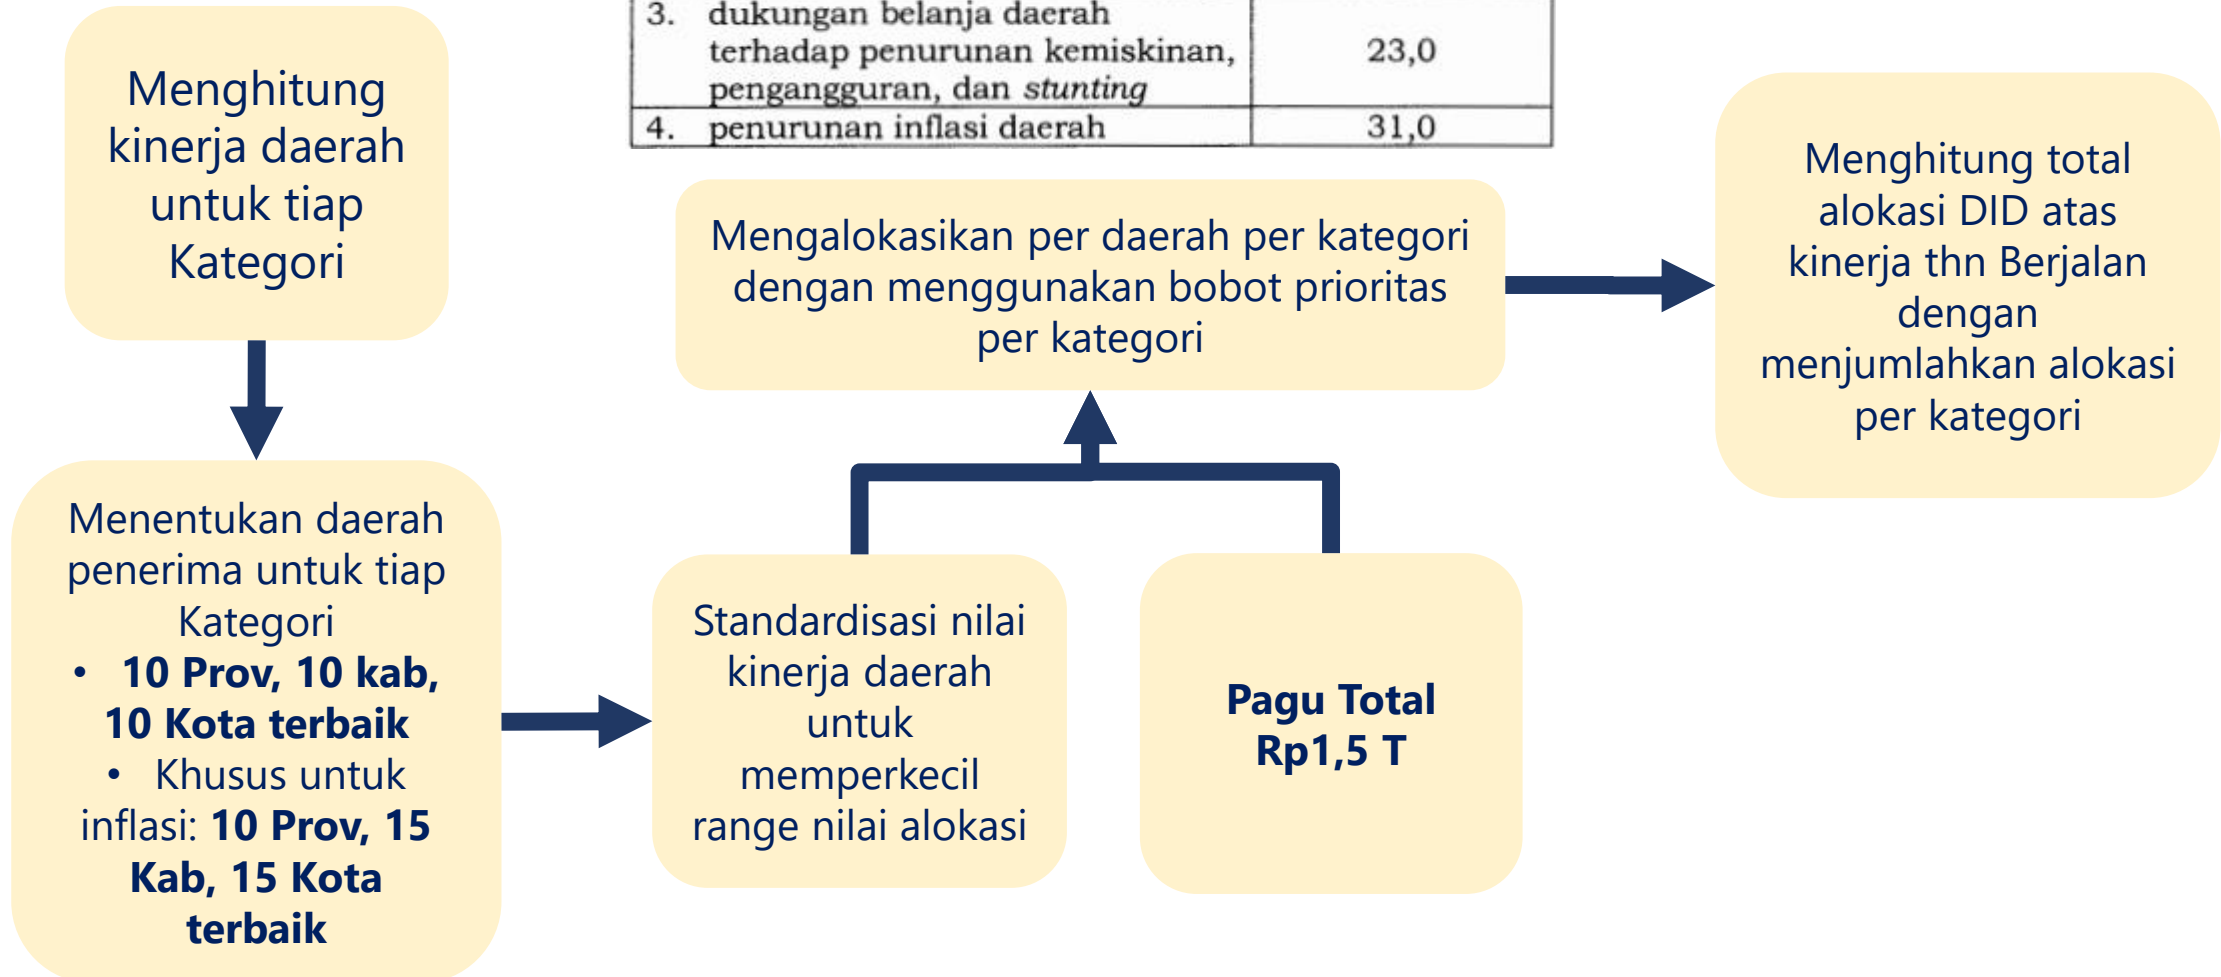 Menghitung
kinerja daerah
untuk tiap
Kategori
3. dukungan belanja daerah
terhadap penurunan kemiskinan,
pengangguran, dan stunting
23,0
4. penurunan inflasi daerah
31,0
Mengalokasikan per daerah per kategori
dengan menggunakan bobot prioritas
per kategori
Menghitung total
alokasi DID atas
kinerja thn Berjalan
dengan
menjumlahkan alokasi
per kategori
Menentukan daerah
penerima untuk tiap
Kategori
• 10 Prov, 10 kab,
10 Kota terbaik
• Khusus untuk
inflasi: 10 Prov, 15
Kab, 15 Kota
terbaik
Standardisasi nilai
kinerja daerah
untuk
memperkecil
range nilai alokasi
Pagu Total
Rp1,5 T